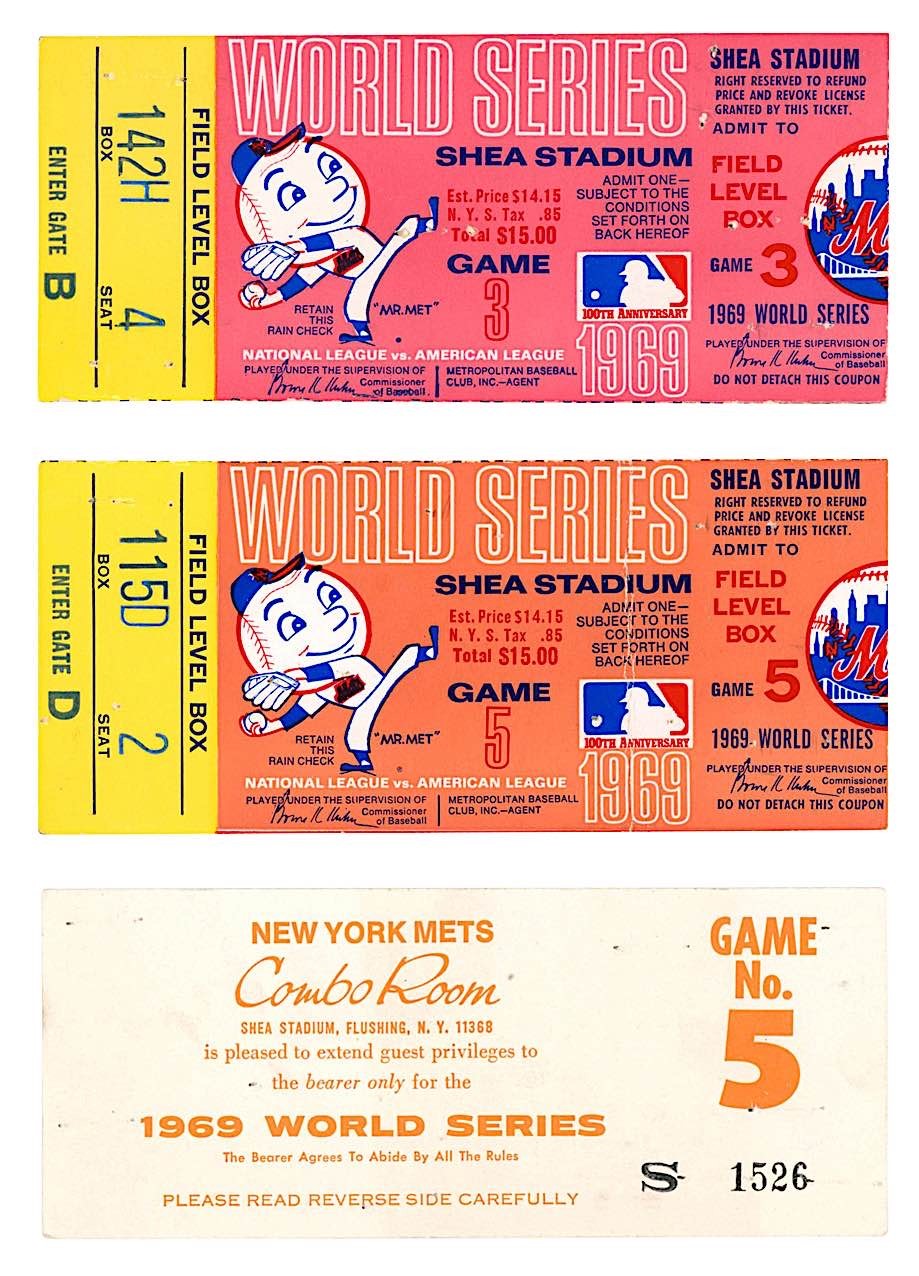 ENTER GATE B
BOX 142H SEAT 4
FIELD LEVEL BOX
WORLD SERIES
SHEA STADIUM
Est. Price $14.15
N. Y. S. Tax .85
Total $15.00
ADMIT ONE—
SUBJECT TO THE
CONDITIONS
SET FORTH ON
BACK HEREOF
GAME
3
RETAIN
THIS
RAIN CHECK
"MR.MET"
100TH ANNIVERSARY
1969
NATIONAL LEAGUE vs. AMERICAN LEAGUE
PLAYED UNDER THE SUPERVISION OF
Bowie K Kuhn Commissioner
of Baseball
METROPOLITAN BASEBALL
CLUB, INC.—AGENT
SHEA STADIUM
RIGHT RESERVED TO REFUND
PRICE AND REVOKE LICENSE
GRANTED BY THIS TICKET.
ADMIT TO
FIELD
LEVEL
BOX
GAME 3
1969 WORLD SERIES
PLAYED UNDER THE SUPERVISION OF
Bowie K Kuhn Commissioner
of Baseball
DO NOT DETACH THIS COUPON
ENTER GATE D
BOX 115D SEAT 2
FIELD LEVEL BOX
WORLD SERIES
SHEA STADIUM
Est. Price $14.15
N. Y. S. Tax .85
Total $15.00
ADMIT ONE—
SUBJECT TO THE
CONDITIONS
SET FORTH ON
BACK HEREOF
GAME
5
RETAIN
THIS
RAIN CHECK
"MR.MET"
100TH ANNIVERSARY
1969
NATIONAL LEAGUE vs. AMERICAN LEAGUE
PLAYED UNDER THE SUPERVISION OF
Bowie K Kuhn Commissioner
of Baseball
METROPOLITAN BASEBALL
CLUB, INC.—AGENT
SHEA STADIUM
RIGHT RESERVED TO REFUND
PRICE AND REVOKE LICENSE
GRANTED BY THIS TICKET.
ADMIT TO
FIELD
LEVEL
BOX
GAME 5
1969 WORLD SERIES
PLAYED UNDER THE SUPERVISION OF
Bowie K Kuhn Commissioner
of Baseball
DO NOT DETACH THIS COUPON
NEW YORK METS
Combo Room
SHEA STADIUM, FLUSHING, N. Y. 11368
is pleased to extend guest privileges to
the bearer only for the
1969 WORLD SERIES
The Bearer Agrees To Abide By All The Rules
PLEASE READ REVERSE SIDE CAREFULLY
GAME
No.
5
S 1526